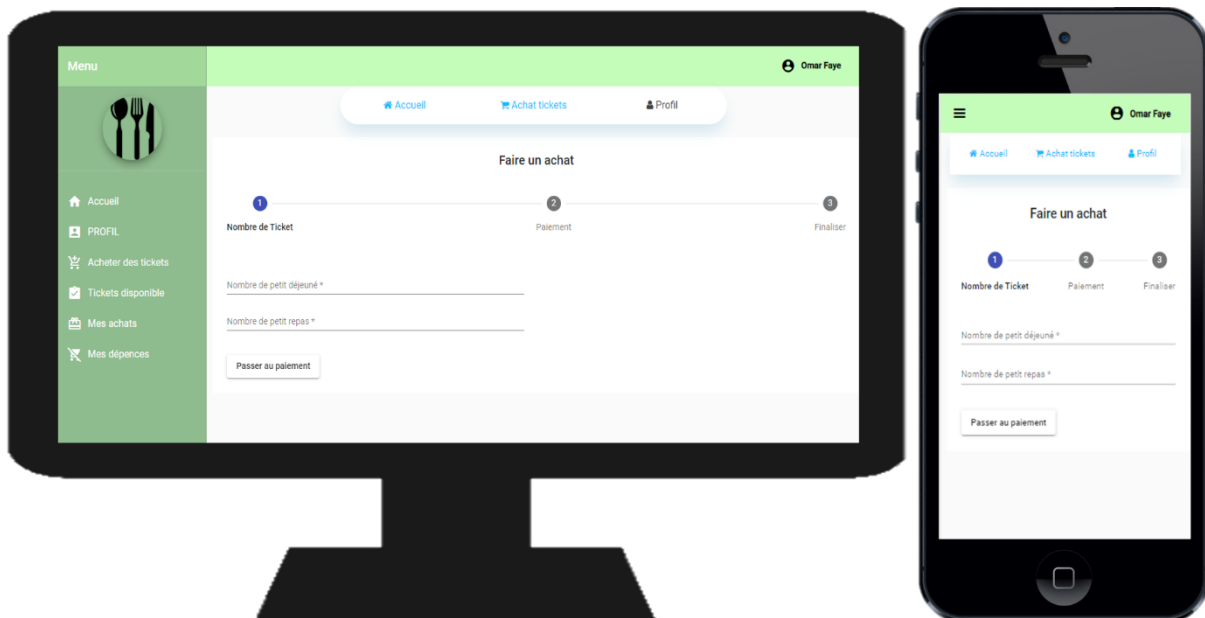 Menu
Omar Faye
Accueil
Achat tickets
Profil
Accueil
PROFIL
Acheter des tickets
Tickets disponible
Mes achats
Mes dépences
Faire un achat
1
2
3
Nombre de Ticket
Paiement
Finaliser
Nombre de petit déjeuné *
Nombre de petit repas *
Passer au paiement
Omar Faye
Accueil
Achat tickets
Profil
Faire un achat
1
2
3
Nombre de Ticket
Paiement
Finaliser
Nombre de petit déjeuné *
Nombre de petit repas *
Passer au paiement